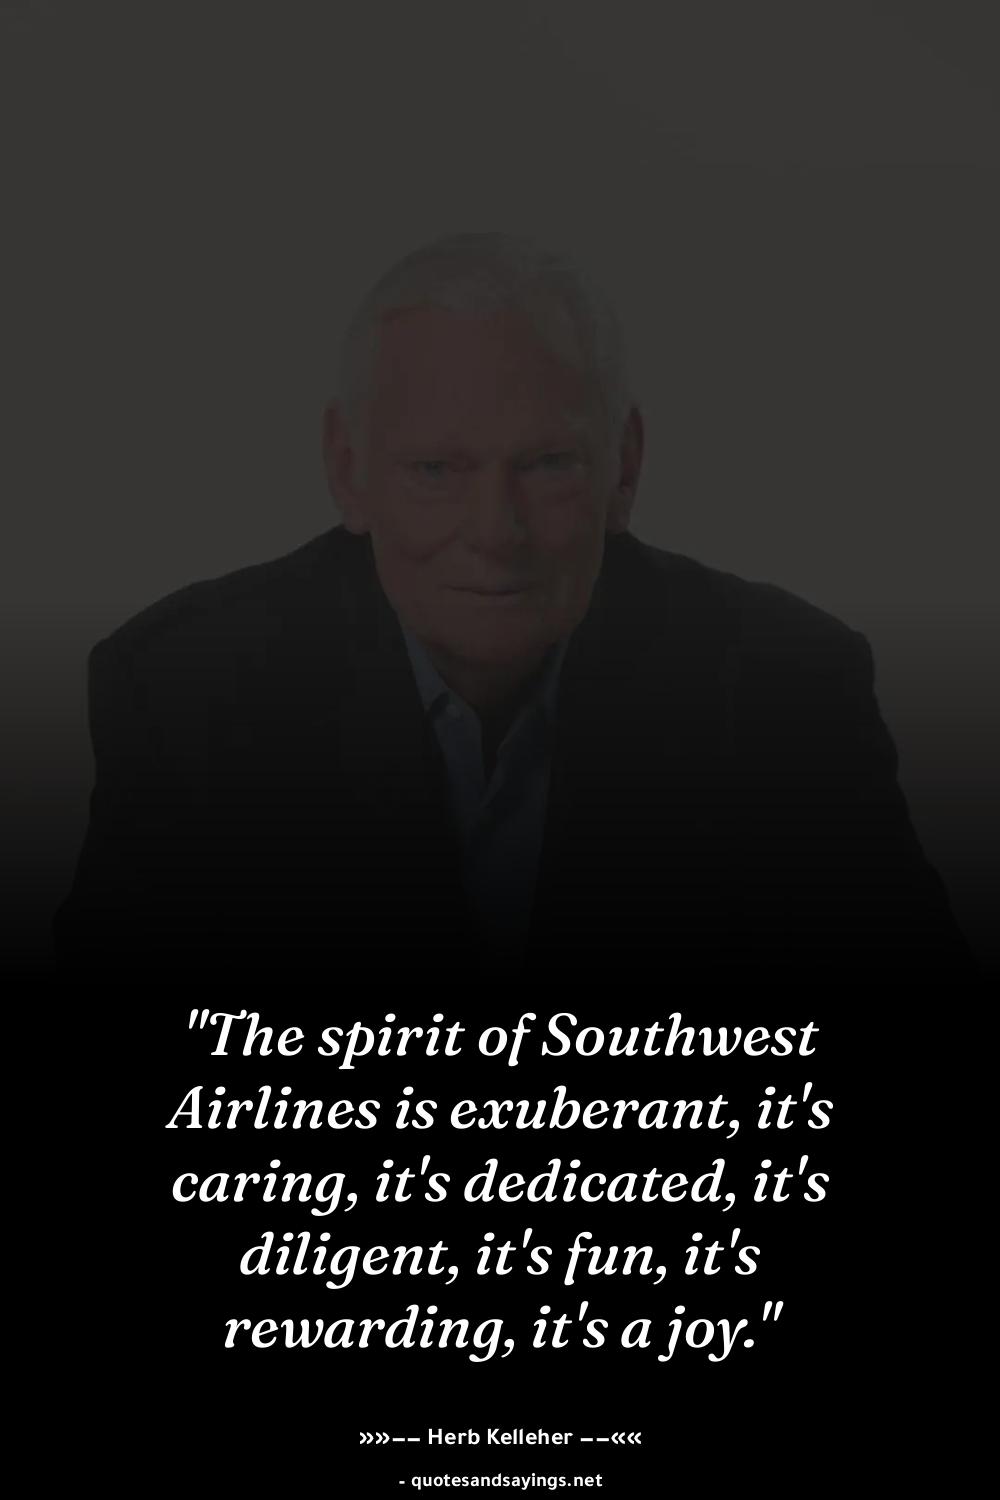 "The spirit of Southwest
Airlines is exuberant, it's
caring, it's dedicated, it's
diligent, it's fun, it's
rewarding, it's a joy."
»»−− Herb Kelleher −−««
- quotesandsayings.net